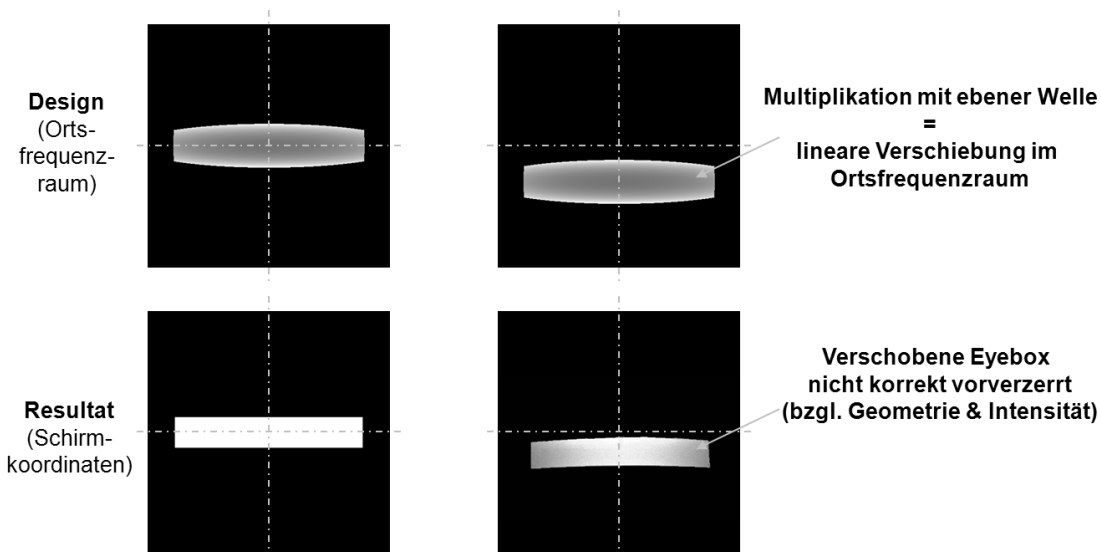 Design
(Orts-
frequenz-
raum)
Multiplikation mit ebener Welle
=
lineare Verschiebung im
Ortsfrequenzraum
Resultat
(Schirm-
koordinaten)
Verschobene Eyebox
nicht korrekt vorverzerrt
(bzgl. Geometrie & Intensität)